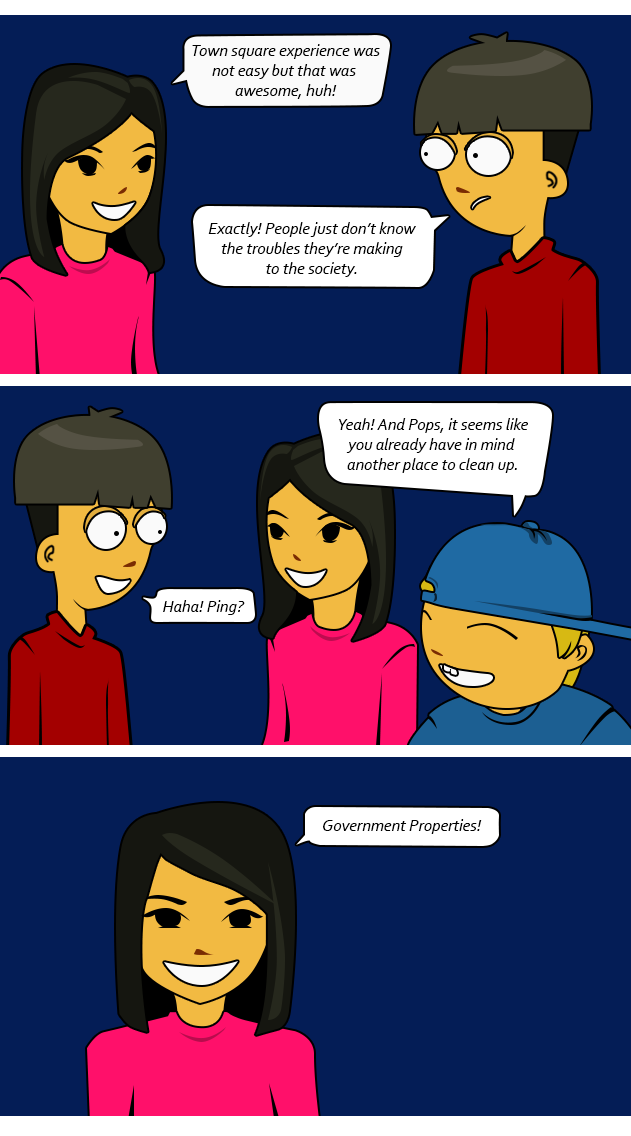 Town square experience was
not easy but that was
awesome, huh!
Exactly! People just don't know
the troubles they're making
to the society.
Yeah! And Pops, it seems like
you already have in mind
another place to clean up.
Haha! Ping?
Government Properties!